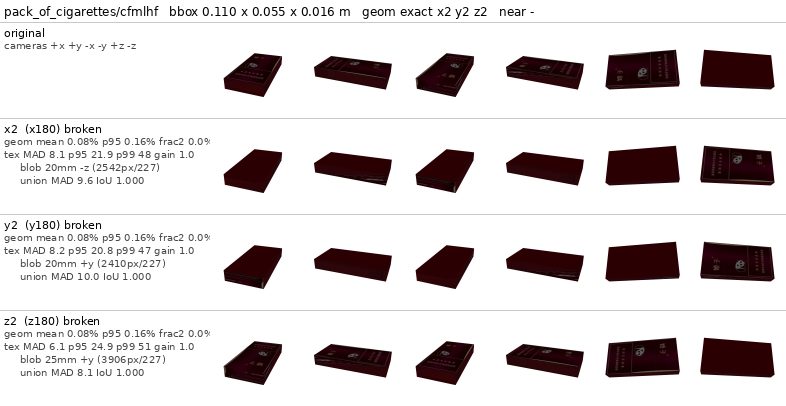 pack_of_cigarettes/cfmlhf   bbox 0.110 x 0.055 x 0.016 m   geom exact x2 y2 z2   near -
original
cameras +x +y -x -y +z -z
x2  (x180) broken
geom mean 0.08% p95 0.16% frac2 0.0%
tex MAD 8.1 p95 21.9 p99 48 gain 1.0
blob 20mm -z (2542px/227)
union MAD 9.6 IoU 1.000
y2  (y180) broken
geom mean 0.08% p95 0.16% frac2 0.0%
tex MAD 8.2 p95 20.8 p99 47 gain 1.0
blob 20mm +y (2410px/227)
union MAD 10.0 IoU 1.000
z2  (z180) broken
geom mean 0.08% p95 0.16% frac2 0.0%
tex MAD 6.1 p95 24.9 p99 51 gain 1.0
blob 25mm +y (3906px/227)
union MAD 8.1 IoU 1.000